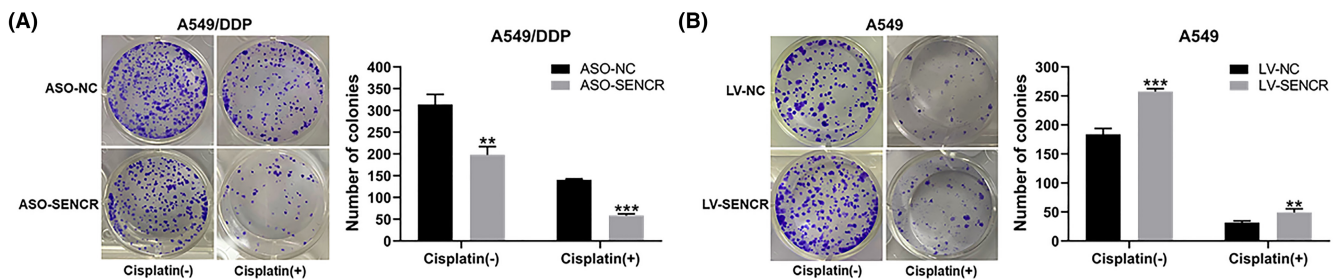 (A)
A549/DDP
ASO-NC
ASO-SENCR
Cisplatin(-)
Cisplatin(+)
A549/DDP
Number of colonies
400
350
300
250
200
150
100
50
0
ASO-NC
ASO-SENCR
**
***
Cisplatin(-)
Cisplatin(+)
(B)
A549
LV-NC
LV-SENCR
Cisplatin(-)
Cisplatin(+)
A549
Number of colonies
300
250
200
150
100
50
0
LV-NC
LV-SENCR
***
**
Cisplatin(-)
Cisplatin(+)